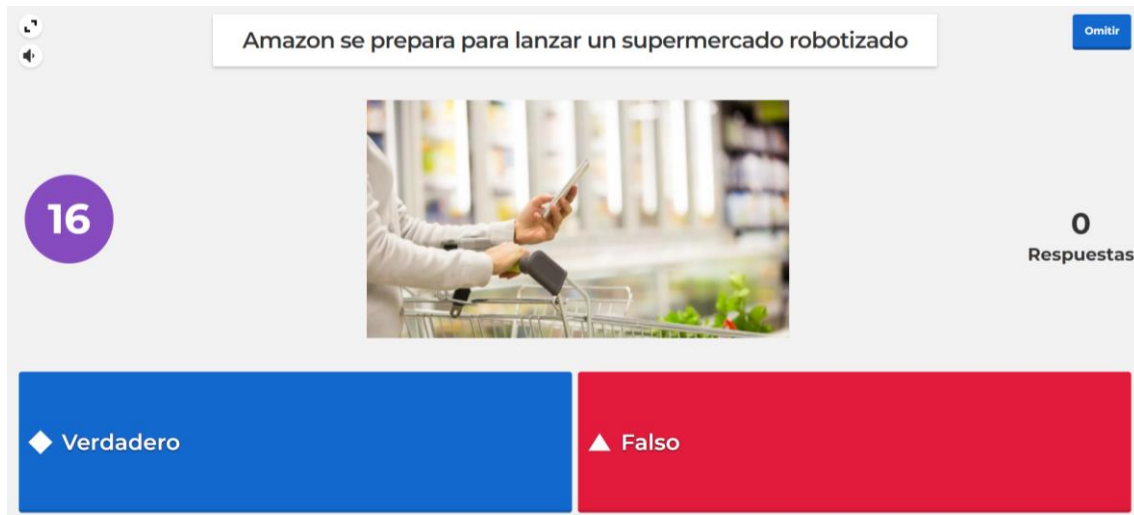 Amazon se prepara para lanzar un supermercado robotizado
Omitir
16
0
Respuestas
Verdadero
Falso